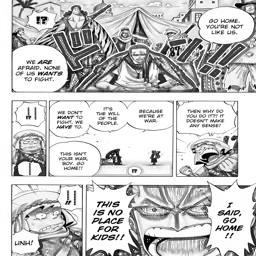 GO HOME.
YOU'RE
NOT LIKE
US.
!?
WE ARE
AFRAID. NONE
OF US WANTS
TO FIGHT.
!?
THEN WHY DO
YOU DO IT?! IT
DOESN'T MAKE
ANY SENSE!
BECAUSE
WE'RE AT
WAR.
IT'S
THE WILL
OF THE
PEOPLE.
WE DON'T
WANT TO
FIGHT. WE
HAVE TO.
THIS
ISN'T YOUR
WAR,
BOY. GO
HOME!!
!!
!?
I
SAID,
GO
HOME
!!
THIS
IS NO
PLACE
FOR
KIDS!!
!?
UNH!